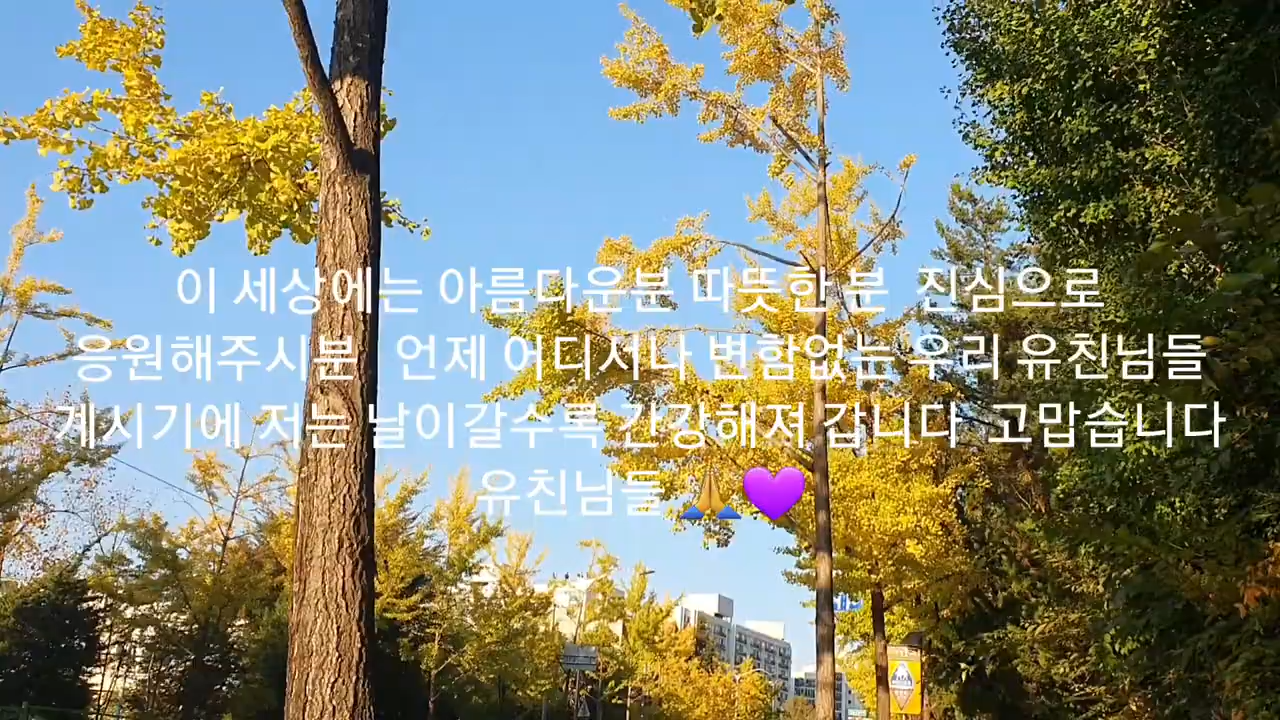 이 세상에는 아름다운분 따뜻한분 진심으로
응원해주시분 언제 어디서나 변함없는 우리 유친님들
계시기에 저는 날이갈수록 간강해져 갑니다 고맙습니다
유친님들 🙏💜